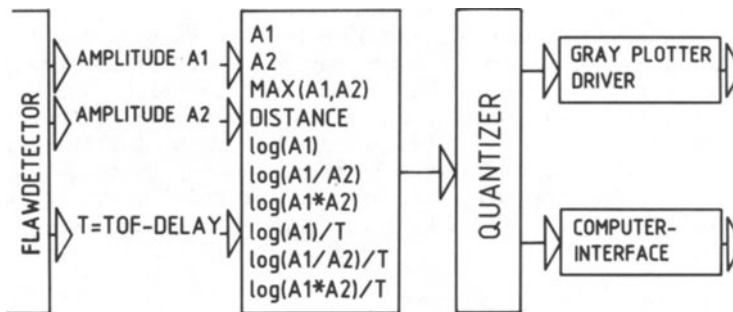 FLAWDETECTOR
AMPLITUDE A1
AMPLITUDE A2
T=TOF-DELAY
A1
A2
MAX(A1,A2)
DISTANCE
log(A1)
log(A1/A2)
log(A1*A2)
log(A1)/T
log(A1/A2)/T
log(A1*A2)/T
QUANTIZER
GRAY PLOTTER
DRIVER
COMPUTER-
INTERFACE